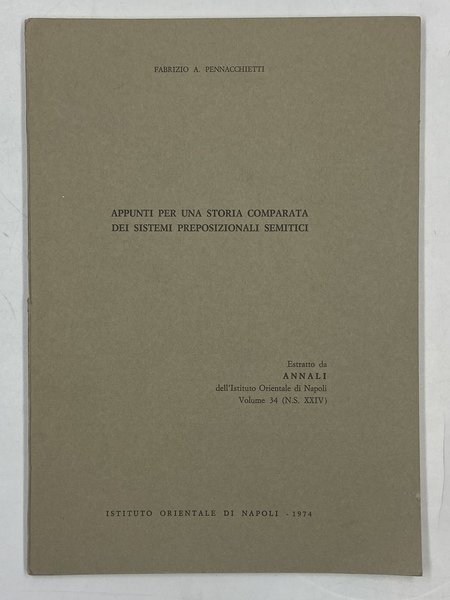 FABRIZIO A. PENNACCHIETTI
APPUNTI PER UNA STORIA COMPARATA
DEI SISTEMI PREPOSIZIONALI SEMITICI
Estratto da
ANNALI
dell'Istituto Orientale di Napoli
Volume 34 (N.S. XXIV)
ISTITUTO ORIENTALE DI NAPOLI - 1974